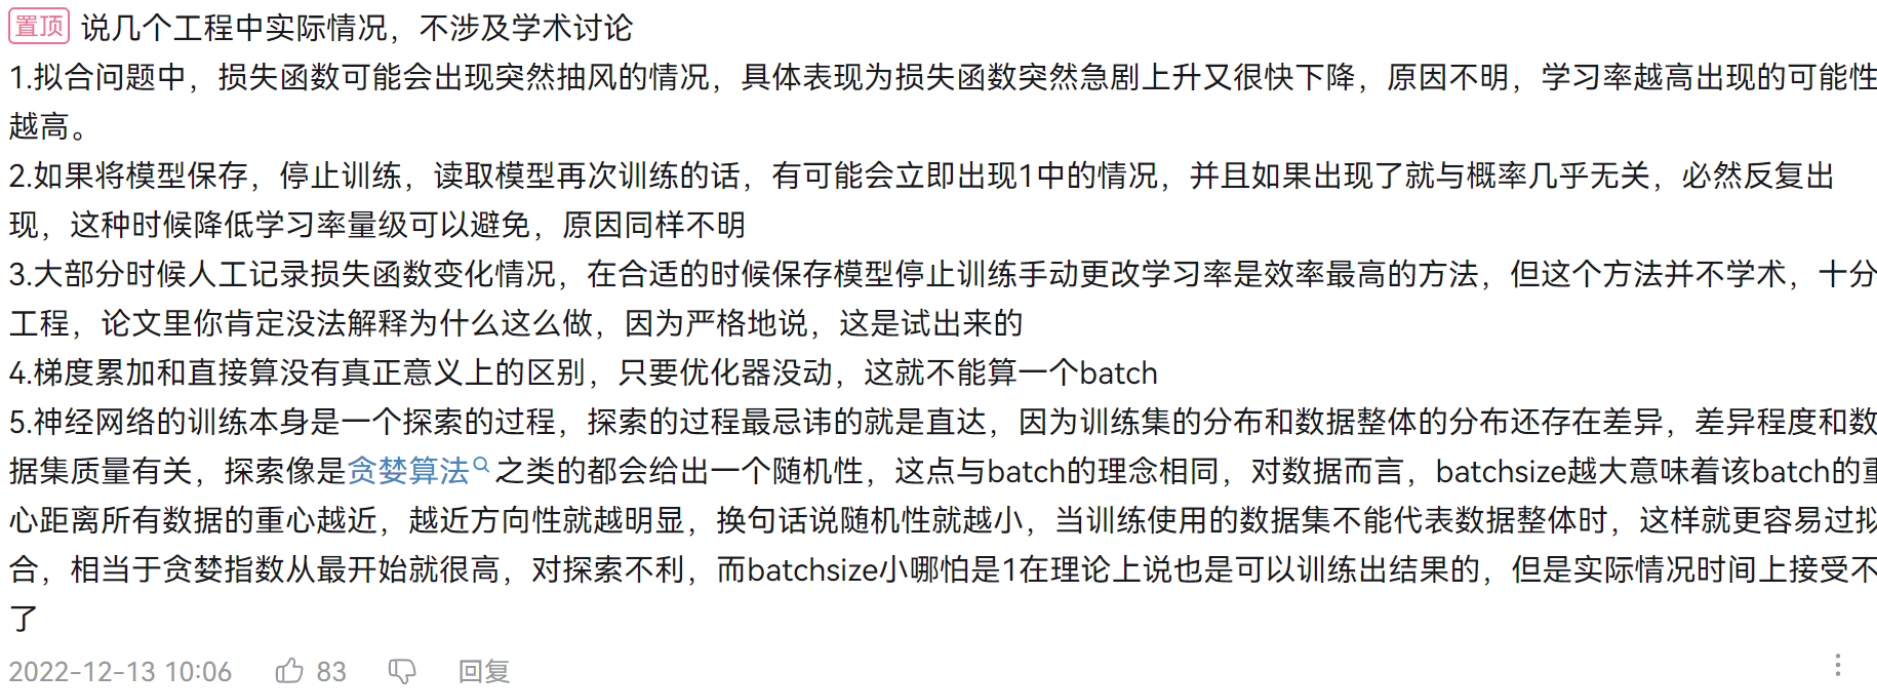 置顶 说几个工程中实际情况，不涉及学术讨论
1.拟合问题中，损失函数可能会出现突然抽风的情况，具体表现为损失函数突然急剧上升又很快下降，原因不明，学习率越高出现的可能性
越高。
2.如果将模型保存，停止训练，读取模型再次训练的话，有可能会立即出现1中的情况，并且如果出现了就与概率几乎无关，必然反复出
现，这种时候降低学习率量级可以避免，原因同样不明
3.大部分时候人工记录损失函数变化情况，在合适的时候保存模型停止训练手动更改学习率是效率最高的方法，但这个方法并不学术，十分
工程，论文里你肯定没法解释为什么这么做，因为严格地说，这是试出来的
4.梯度累加和直接算没有真正意义上的区别，只要优化器没动，这就不能算一个batch
5.神经网络的训练本身是一个探索的过程，探索的过程最忌讳的就是直达，因为训练集的分布和数据整体的分布还存在差异，差异程度和数
据集质量有关，探索像是贪婪算法之类的都会给出一个随机性，这点与batch的理念相同，对数据而言，batchsize越大意味着该batch的重
心距离所有数据的重心越近，越近方向性就越明显，换句话说随机性就越小，当训练使用的数据集不能代表数据整体时，这样就更容易过拟
合，相当于贪婪指数从最开始就很高，对探索不利，而batchsize小哪怕是1在理论上说也是可以训练出结果的，但是实际情况时间上接受不
了
2022-12-13 10:06 83 回复